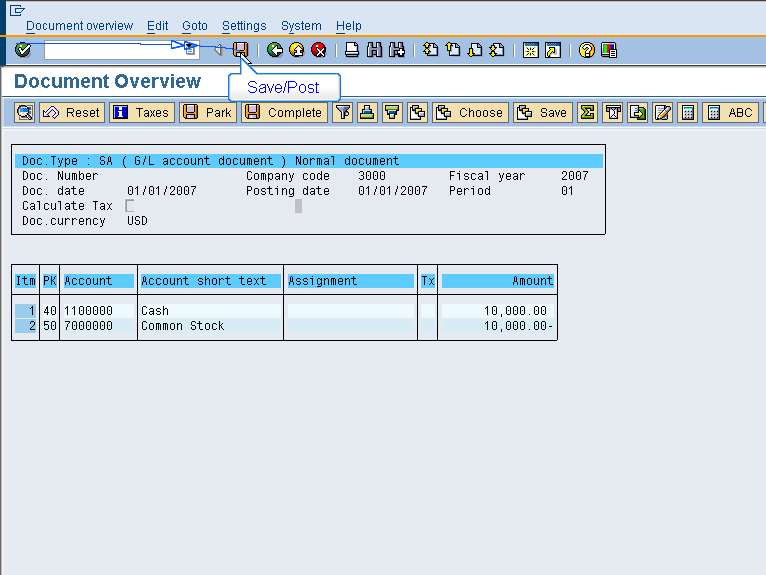 Document overview Edit Goto Settings System Help
Save/Post
Document Overview
Reset Taxes Park Complete Choose Save ABC
Doc.Type : SA ( G/L account document ) Normal document
Doc. Number Company code 3000 Fiscal year 2007
Doc. date 01/01/2007 Posting date 01/01/2007 Period 01
Calculate Tax
Doc.currency USD
Itm PK Account Account short text Assignment Tx Amount
1 40 1100000 Cash 10,000.00
2 50 7000000 Common Stock 10,000.00-